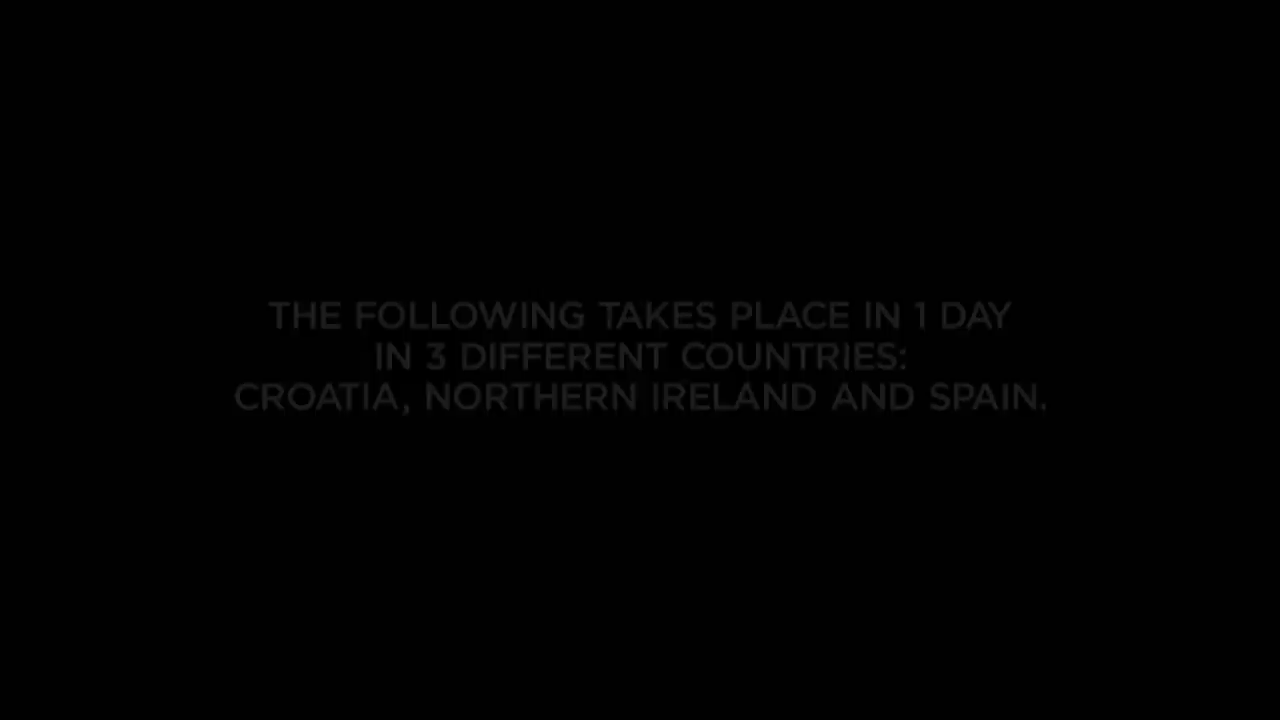 THE FOLLOWING TAKES PLACE IN 1 DAY
IN 3 DIFFERENT COUNTRIES:
CROATIA, NORTHERN IRELAND AND SPAIN.